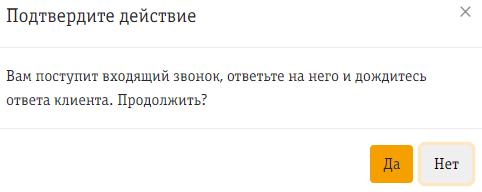 Подтвердите действие
Вам поступит входящий звонок, ответьте на него и дождитесь
ответа клиента. Продолжить?
Да
Нет